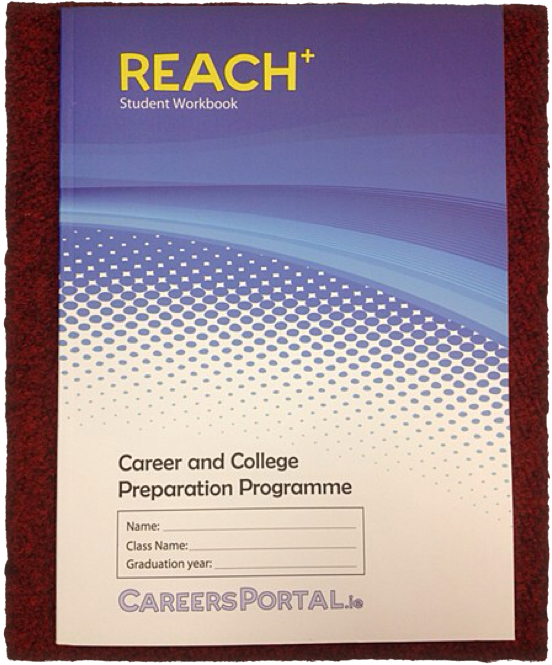 REACH+
Student Workbook
Career and College
Preparation Programme
Name:
Class Name:
Graduation year:
CAREERSPORTAL.ie